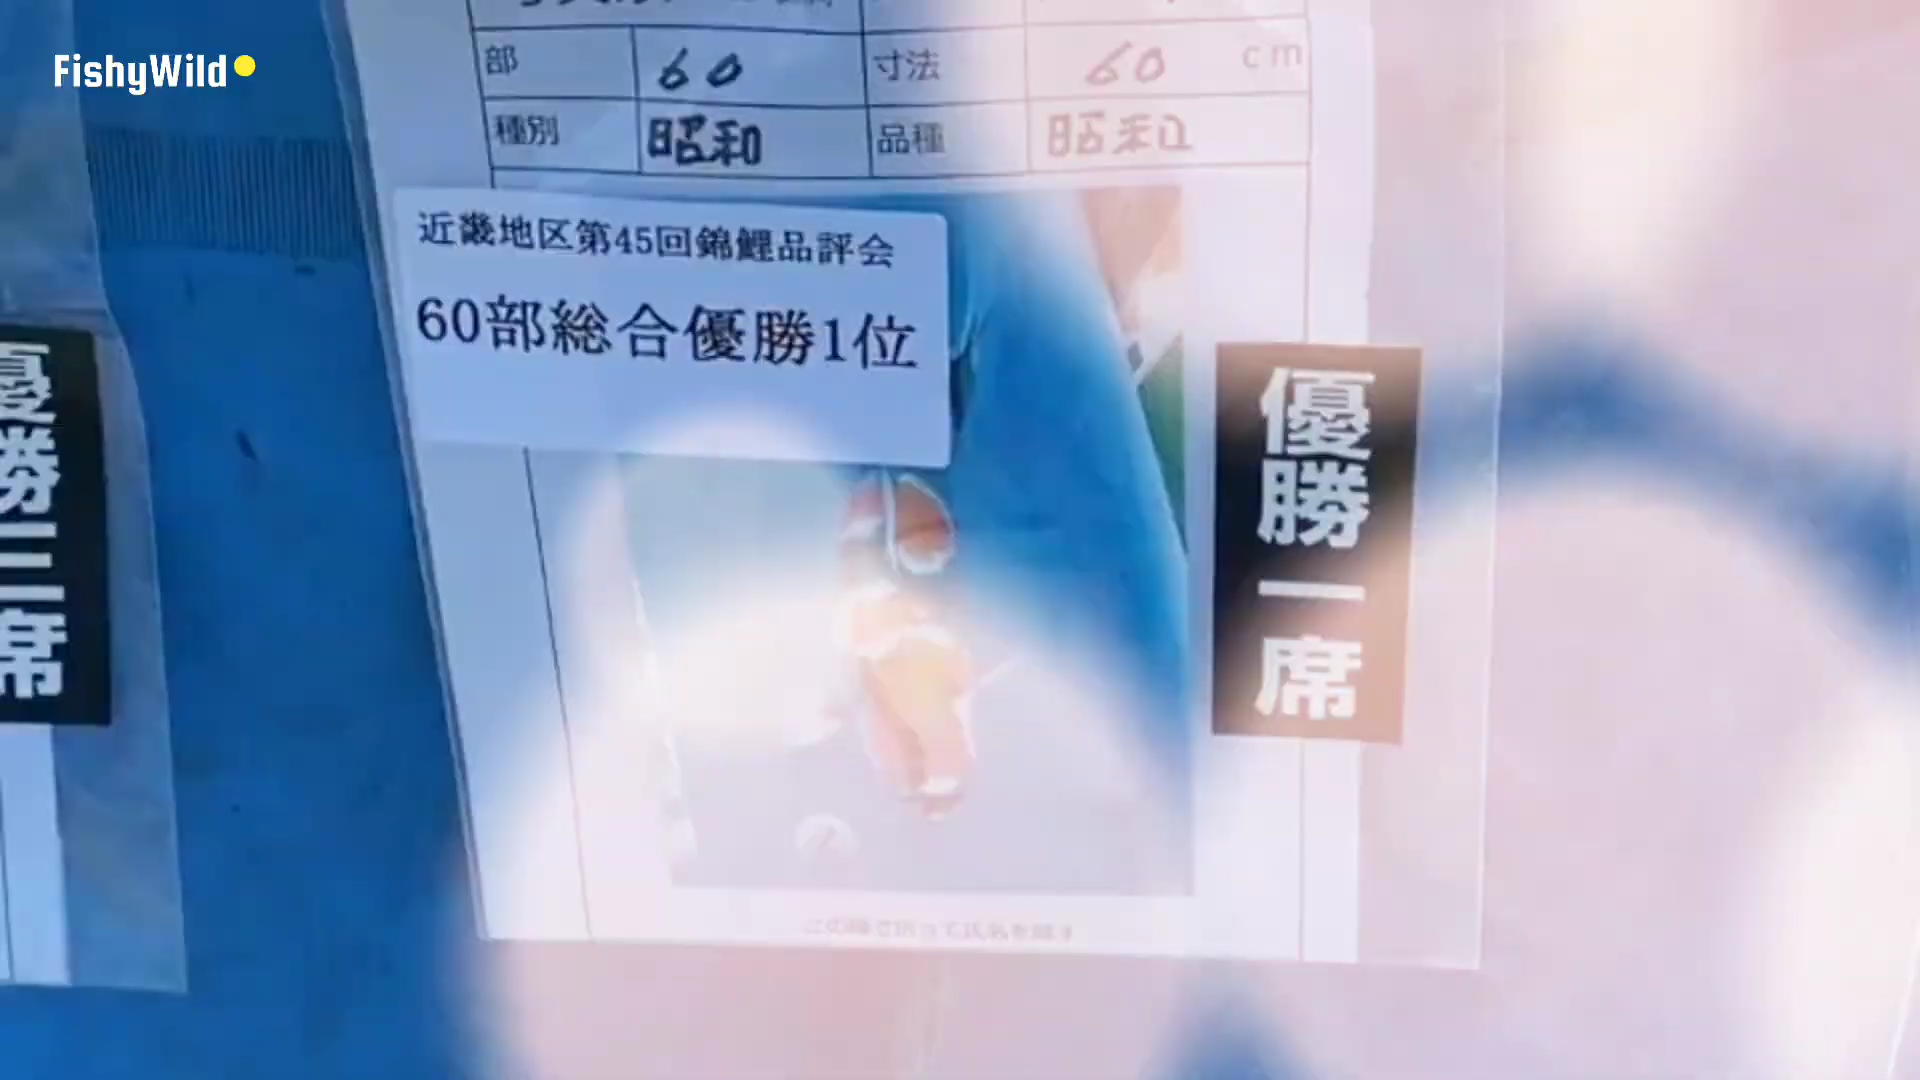 FishyWild
部 60 寸法 60 cm
種別 昭和 品種 昭和
近畿地区第45回錦鯉品評会
60部総合優勝1位
優勝一席
優勝二席